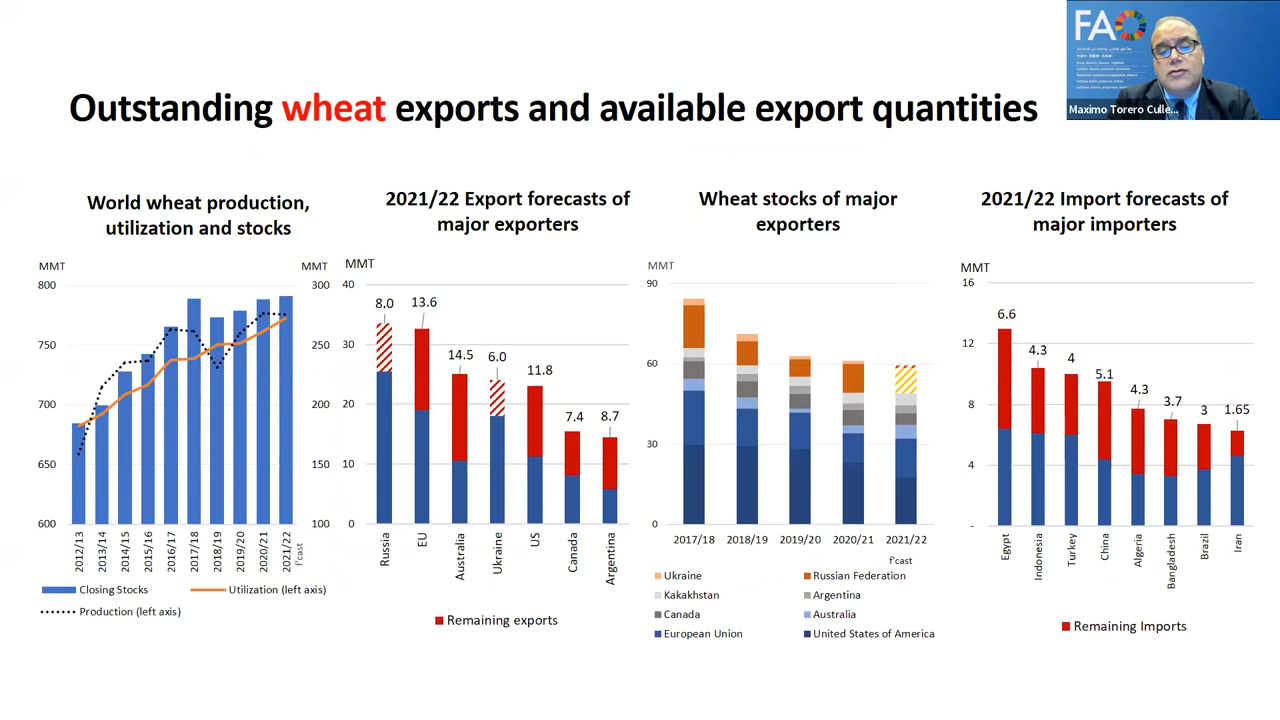 FAO
Maximo Torero Culle...
Outstanding wheat exports and available export quantities
World wheat production,
utilization and stocks
MMT
MMT
800
750
700
650
600
300
250
200
150
100
2012/13
2013/14
2014/15
2015/16
2016/17
2017/18
2018/19
2019/20
2020/21
2021/22
f'cast
Closing Stocks
Utilization (left axis)
Production (left axis)
2021/22 Export forecasts of
major exporters
MMT
40
30
20
10
0
8.0
13.6
14.5
6.0
11.8
7.4
8.7
Russia
EU
Australia
Ukraine
US
Canada
Argentina
Remaining exports
Wheat stocks of major
exporters
MMT
90
60
30
0
2017/18
2018/19
2019/20
2020/21
2021/22
f'cast
Ukraine
Russian Federation
Kakakhstan
Argentina
Canada
Australia
European Union
United States of America
2021/22 Import forecasts of
major importers
MMT
16
12
8
4
-
6.6
4.3
4
5.1
4.3
3.7
3
1.65
Egypt
Indonesia
Turkey
China
Algeria
Bangladesh
Brazil
Iran
Remaining Imports